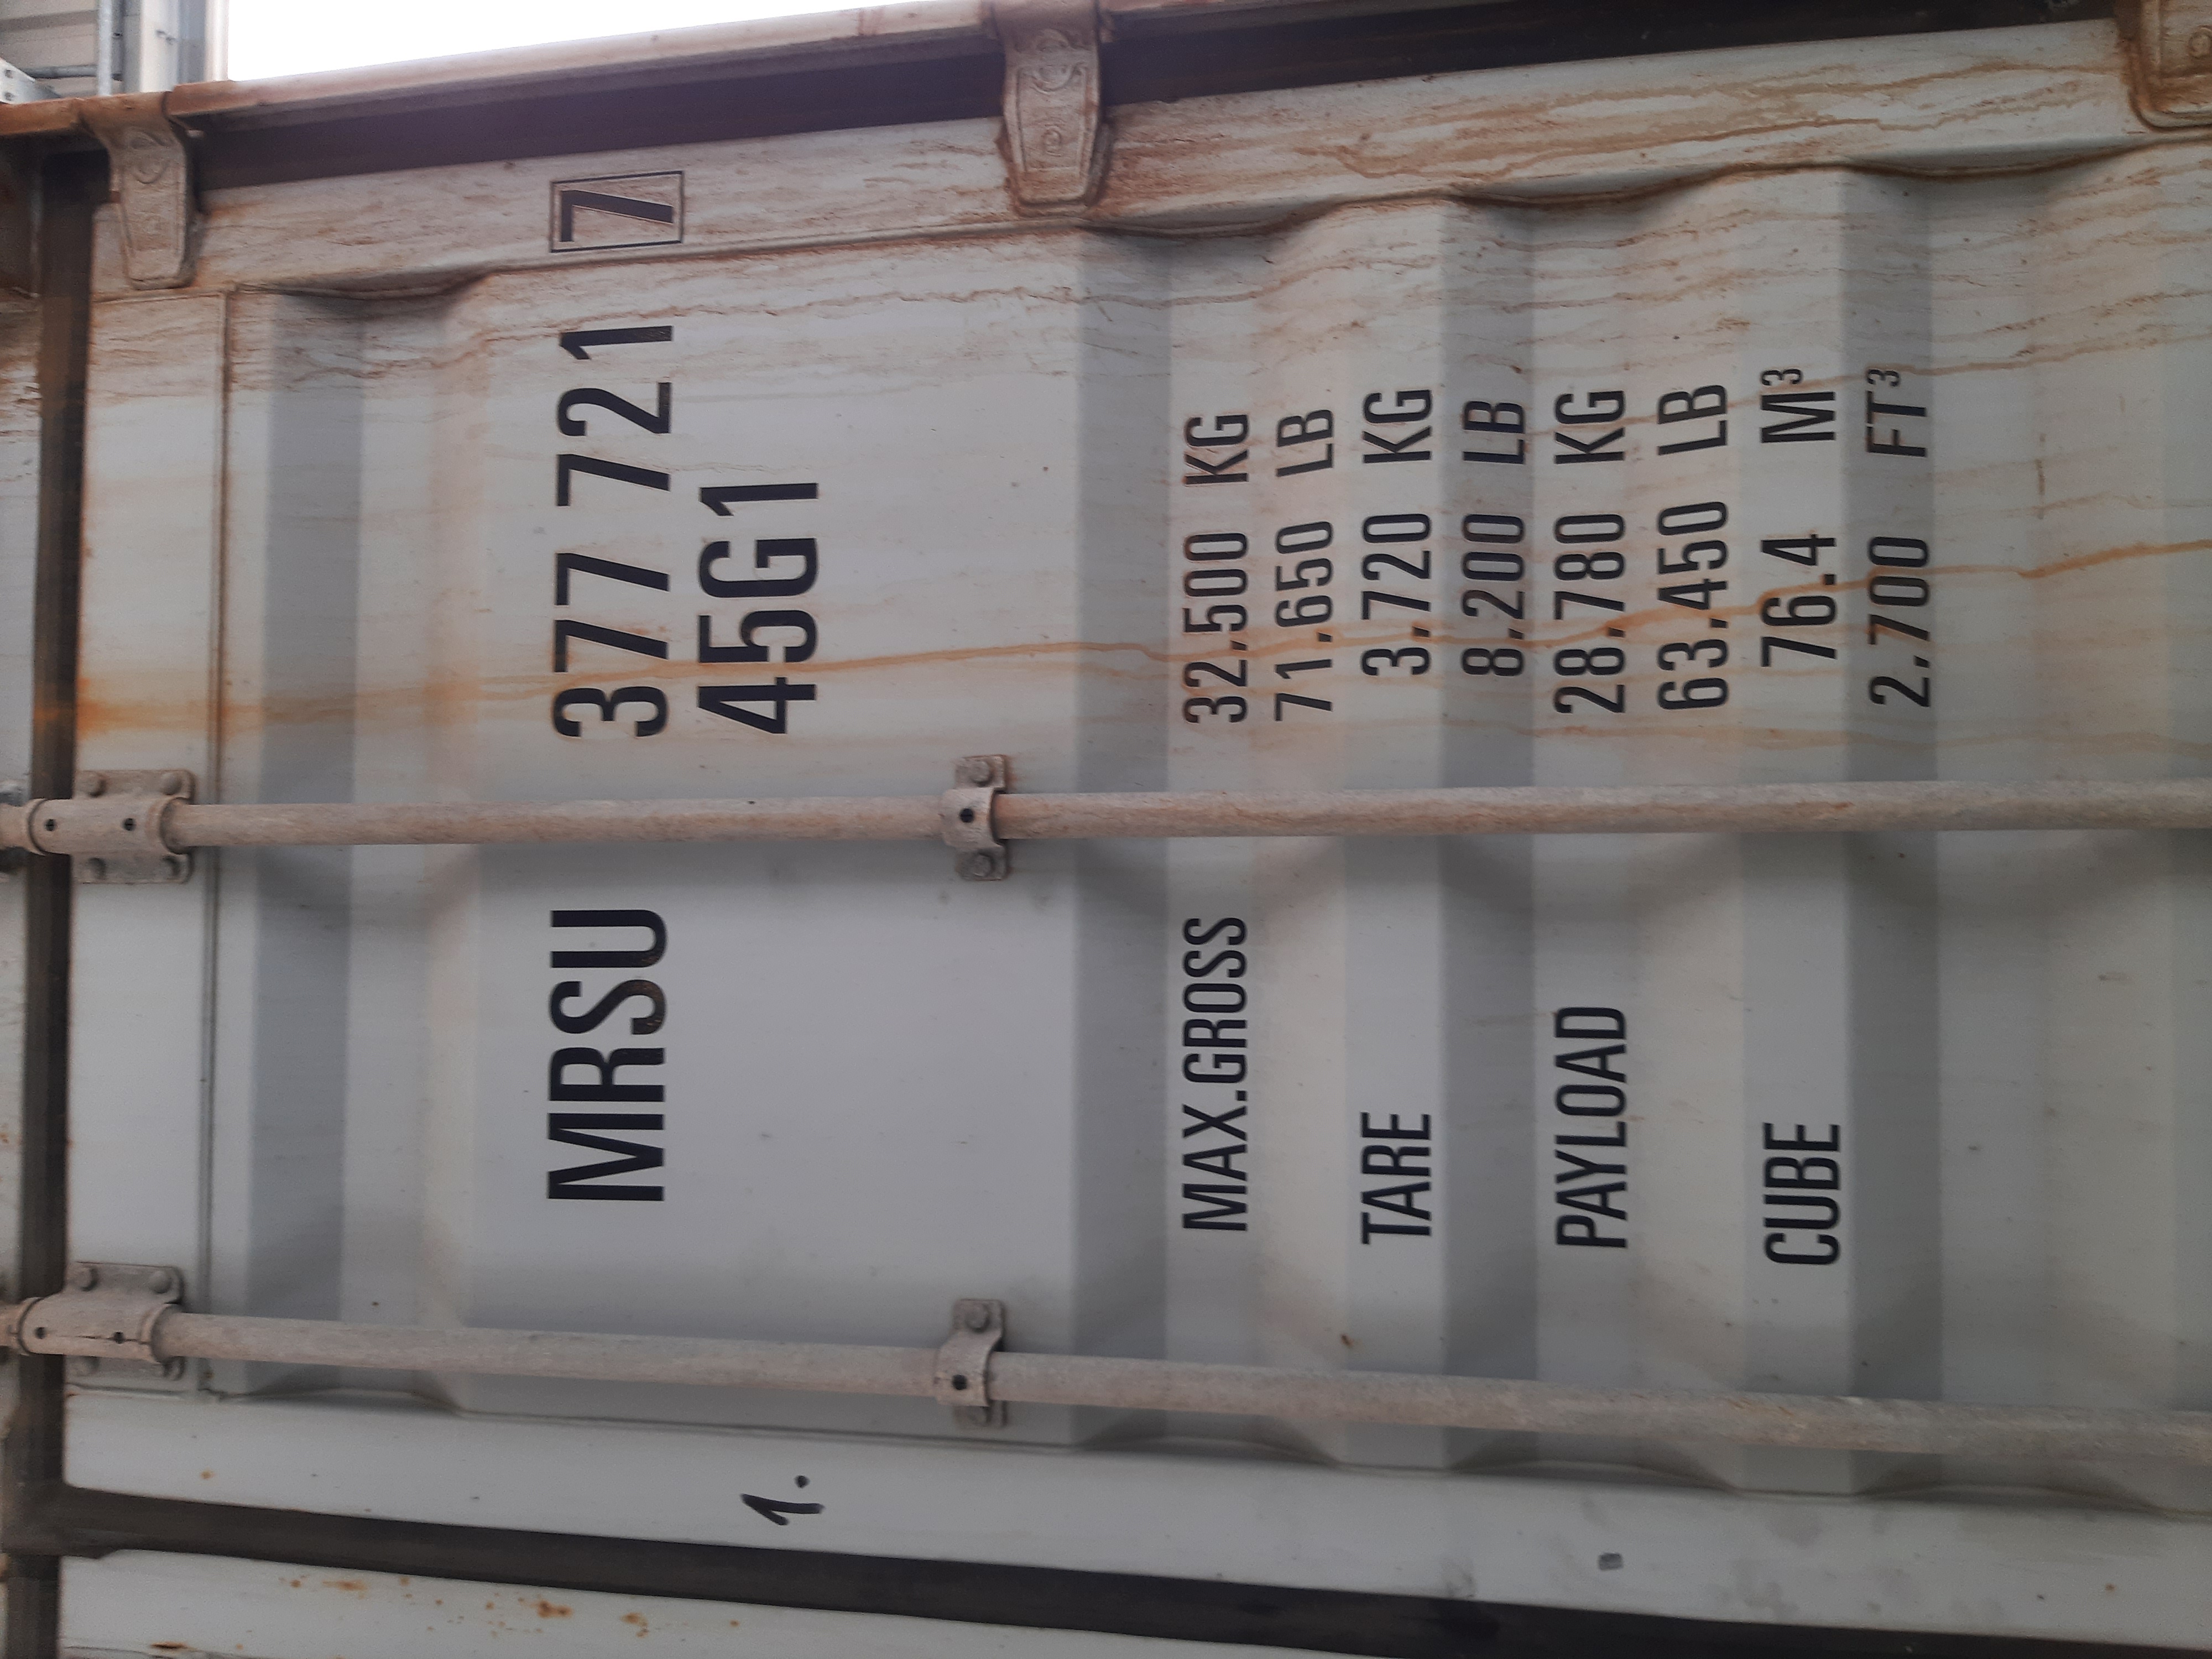 MRSU 377 721 7
45G1
MAX.GROSS 32.500 KG
71.650 LB
TARE 3.720 KG
8.200 LB
PAYLOAD 28.780 KG
63.450 LB
CUBE 76.4 M³
2.700 FT³
1.